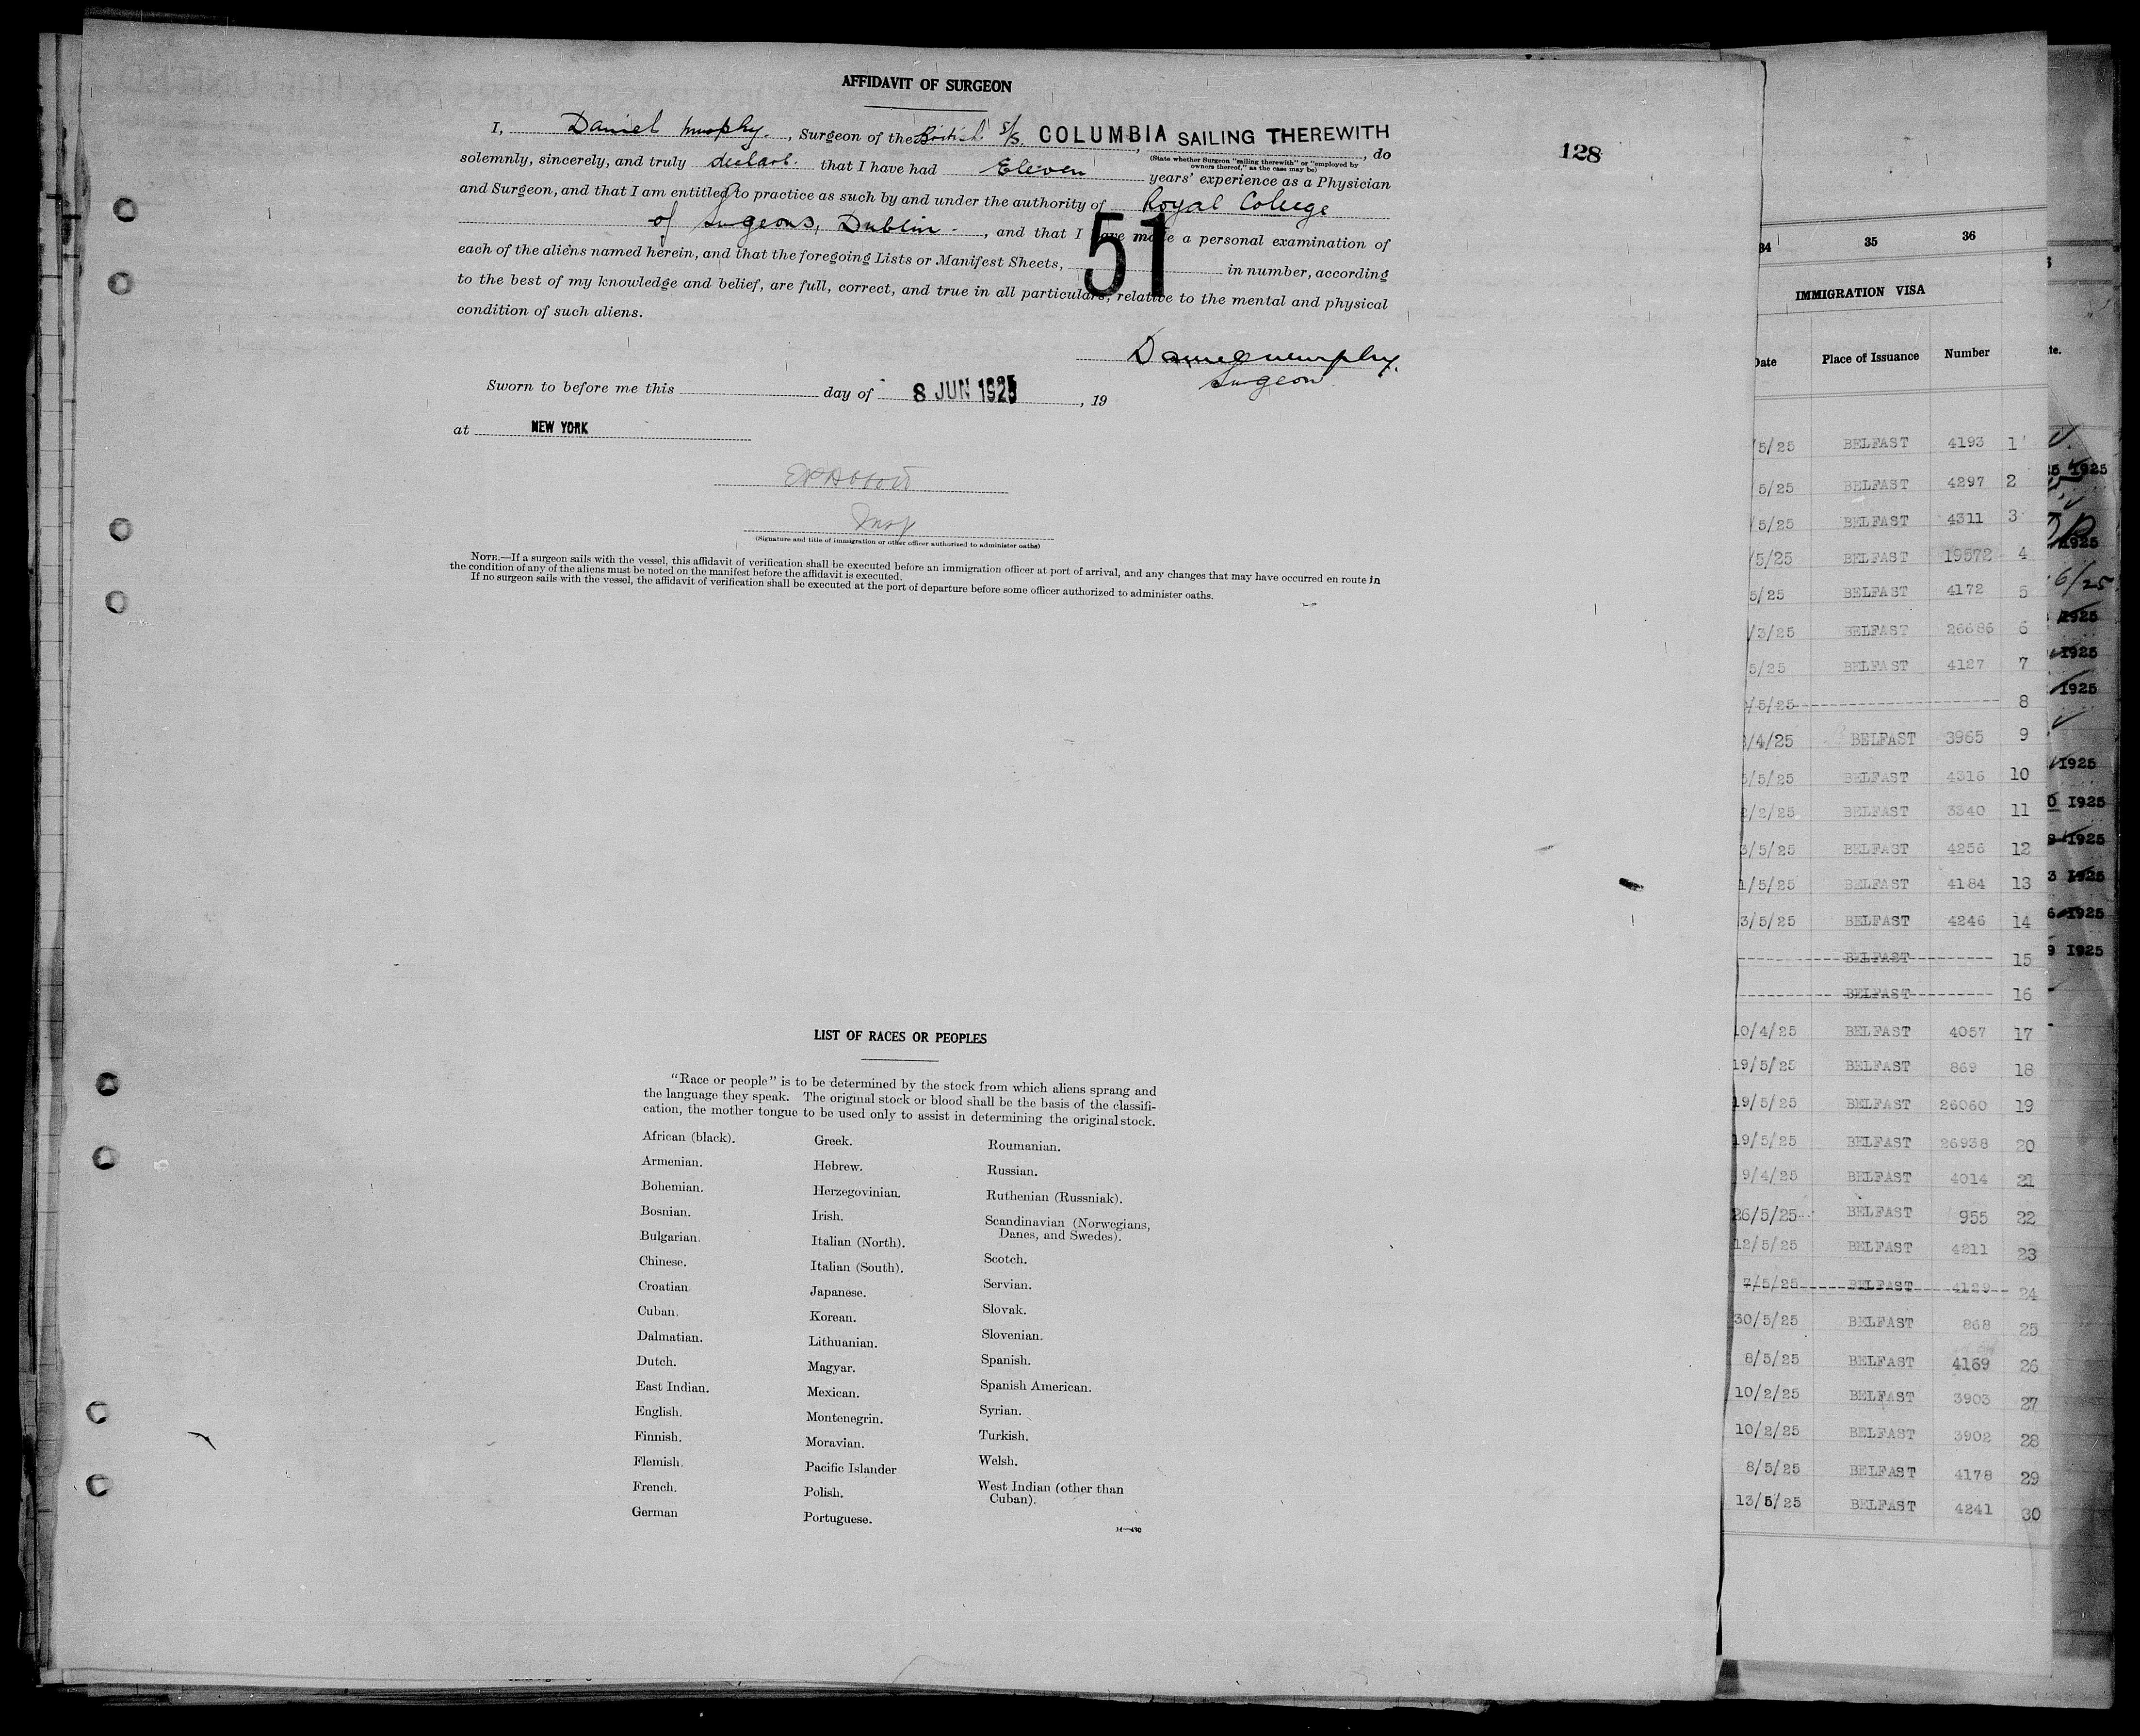 AFFIDAVIT OF SURGEON
I, Daniel Murphy, Surgeon of the British S/S. COLUMBIA SAILING THEREWITH, do
(State whether Surgeon "sailing therewith" or "employed by
owners thereof," as the case may be)
solemnly, sincerely, and truly declare that I have had Eleven years' experience as a Physician
and Surgeon, and that I am entitled to practice as such by and under the authority of Royal College
of Surgeons, Dublin, and that I have made a personal examination of
each of the aliens named herein, and that the foregoing Lists or Manifest Sheets, 51 in number, according
to the best of my knowledge and belief, are full, correct, and true in all particulars, relative to the mental and physical
condition of such aliens.
Daniel Murphy.
Surgeon
Sworn to before me this day of 8 JUN 1925, 19
at NEW YORK
Insp
(Signature and title of immigration or other officer authorized to administer oaths)
NOTE.—If a surgeon sails with the vessel, this affidavit of verification shall be executed before an immigration officer at port of arrival, and any changes that may have occurred en route in
the condition of any of the aliens must be noted on the manifest before the affidavit is executed.
If no surgeon sails with the vessel, the affidavit of verification shall be executed at the port of departure before some officer authorized to administer oaths.
128
LIST OF RACES OR PEOPLES
"Race or people" is to be determined by the stock from which aliens sprang and
the language they speak. The original stock or blood shall be the basis of the classifi-
cation, the mother tongue to be used only to assist in determining the original stock.
African (black).
Armenian.
Bohemian.
Bosnian.
Bulgarian.
Chinese.
Croatian
Cuban.
Dalmatian.
Dutch.
East Indian.
English.
Finnish.
Flemish.
French.
German
Greek.
Hebrew.
Herzegovinian.
Irish.
Italian (North).
Italian (South).
Japanese.
Korean.
Lithuanian.
Magyar.
Mexican.
Montenegrin.
Moravian.
Pacific Islander
Polish.
Portuguese.
Roumanian.
Russian.
Ruthenian (Russniak).
Scandinavian (Norwegians,
Danes, and Swedes).
Scotch.
Servian.
Slovak.
Slovenian.
Spanish.
Spanish American.
Syrian.
Turkish.
Welsh.
West Indian (other than
Cuban).
14—430
34 35 36
IMMIGRATION VISA
Date Place of Issuance Number
/5/25 BELFAST 4193 1
/5/25 BELFAST 4297 2
/5/25 BELFAST 4311 3
/5/25 BELFAST 19572 4
5/25 BELFAST 4172 5
/3/25 BELFAST 26686 6
5/25 BELFAST 4127 7
/5/25 8
/4/25 BELFAST 3965 9
/5/25 BELFAST 4316 10
/2/25 BELFAST 3340 11
3/5/25 BELFAST 4256 12
1/5/25 BELFAST 4184 13
3/5/25 BELFAST 4246 14
BELFAST 15
BELFAST 16
10/4/25 BELFAST 4057 17
19/5/25 BELFAST 869 18
19/5/25 BELFAST 26060 19
19/5/25 BELFAST 26938 20
9/4/25 BELFAST 4014 21
26/5/25 BELFAST 955 22
12/5/25 BELFAST 4211 23
7/5/25 BELFAST 4129 24
30/5/25 BELFAST 868 25
8/5/25 BELFAST 4169 26
10/2/25 BELFAST 3903 27
10/2/25 BELFAST 3902 28
8/5/25 BELFAST 4178 29
13/5/25 BELFAST 4241 30